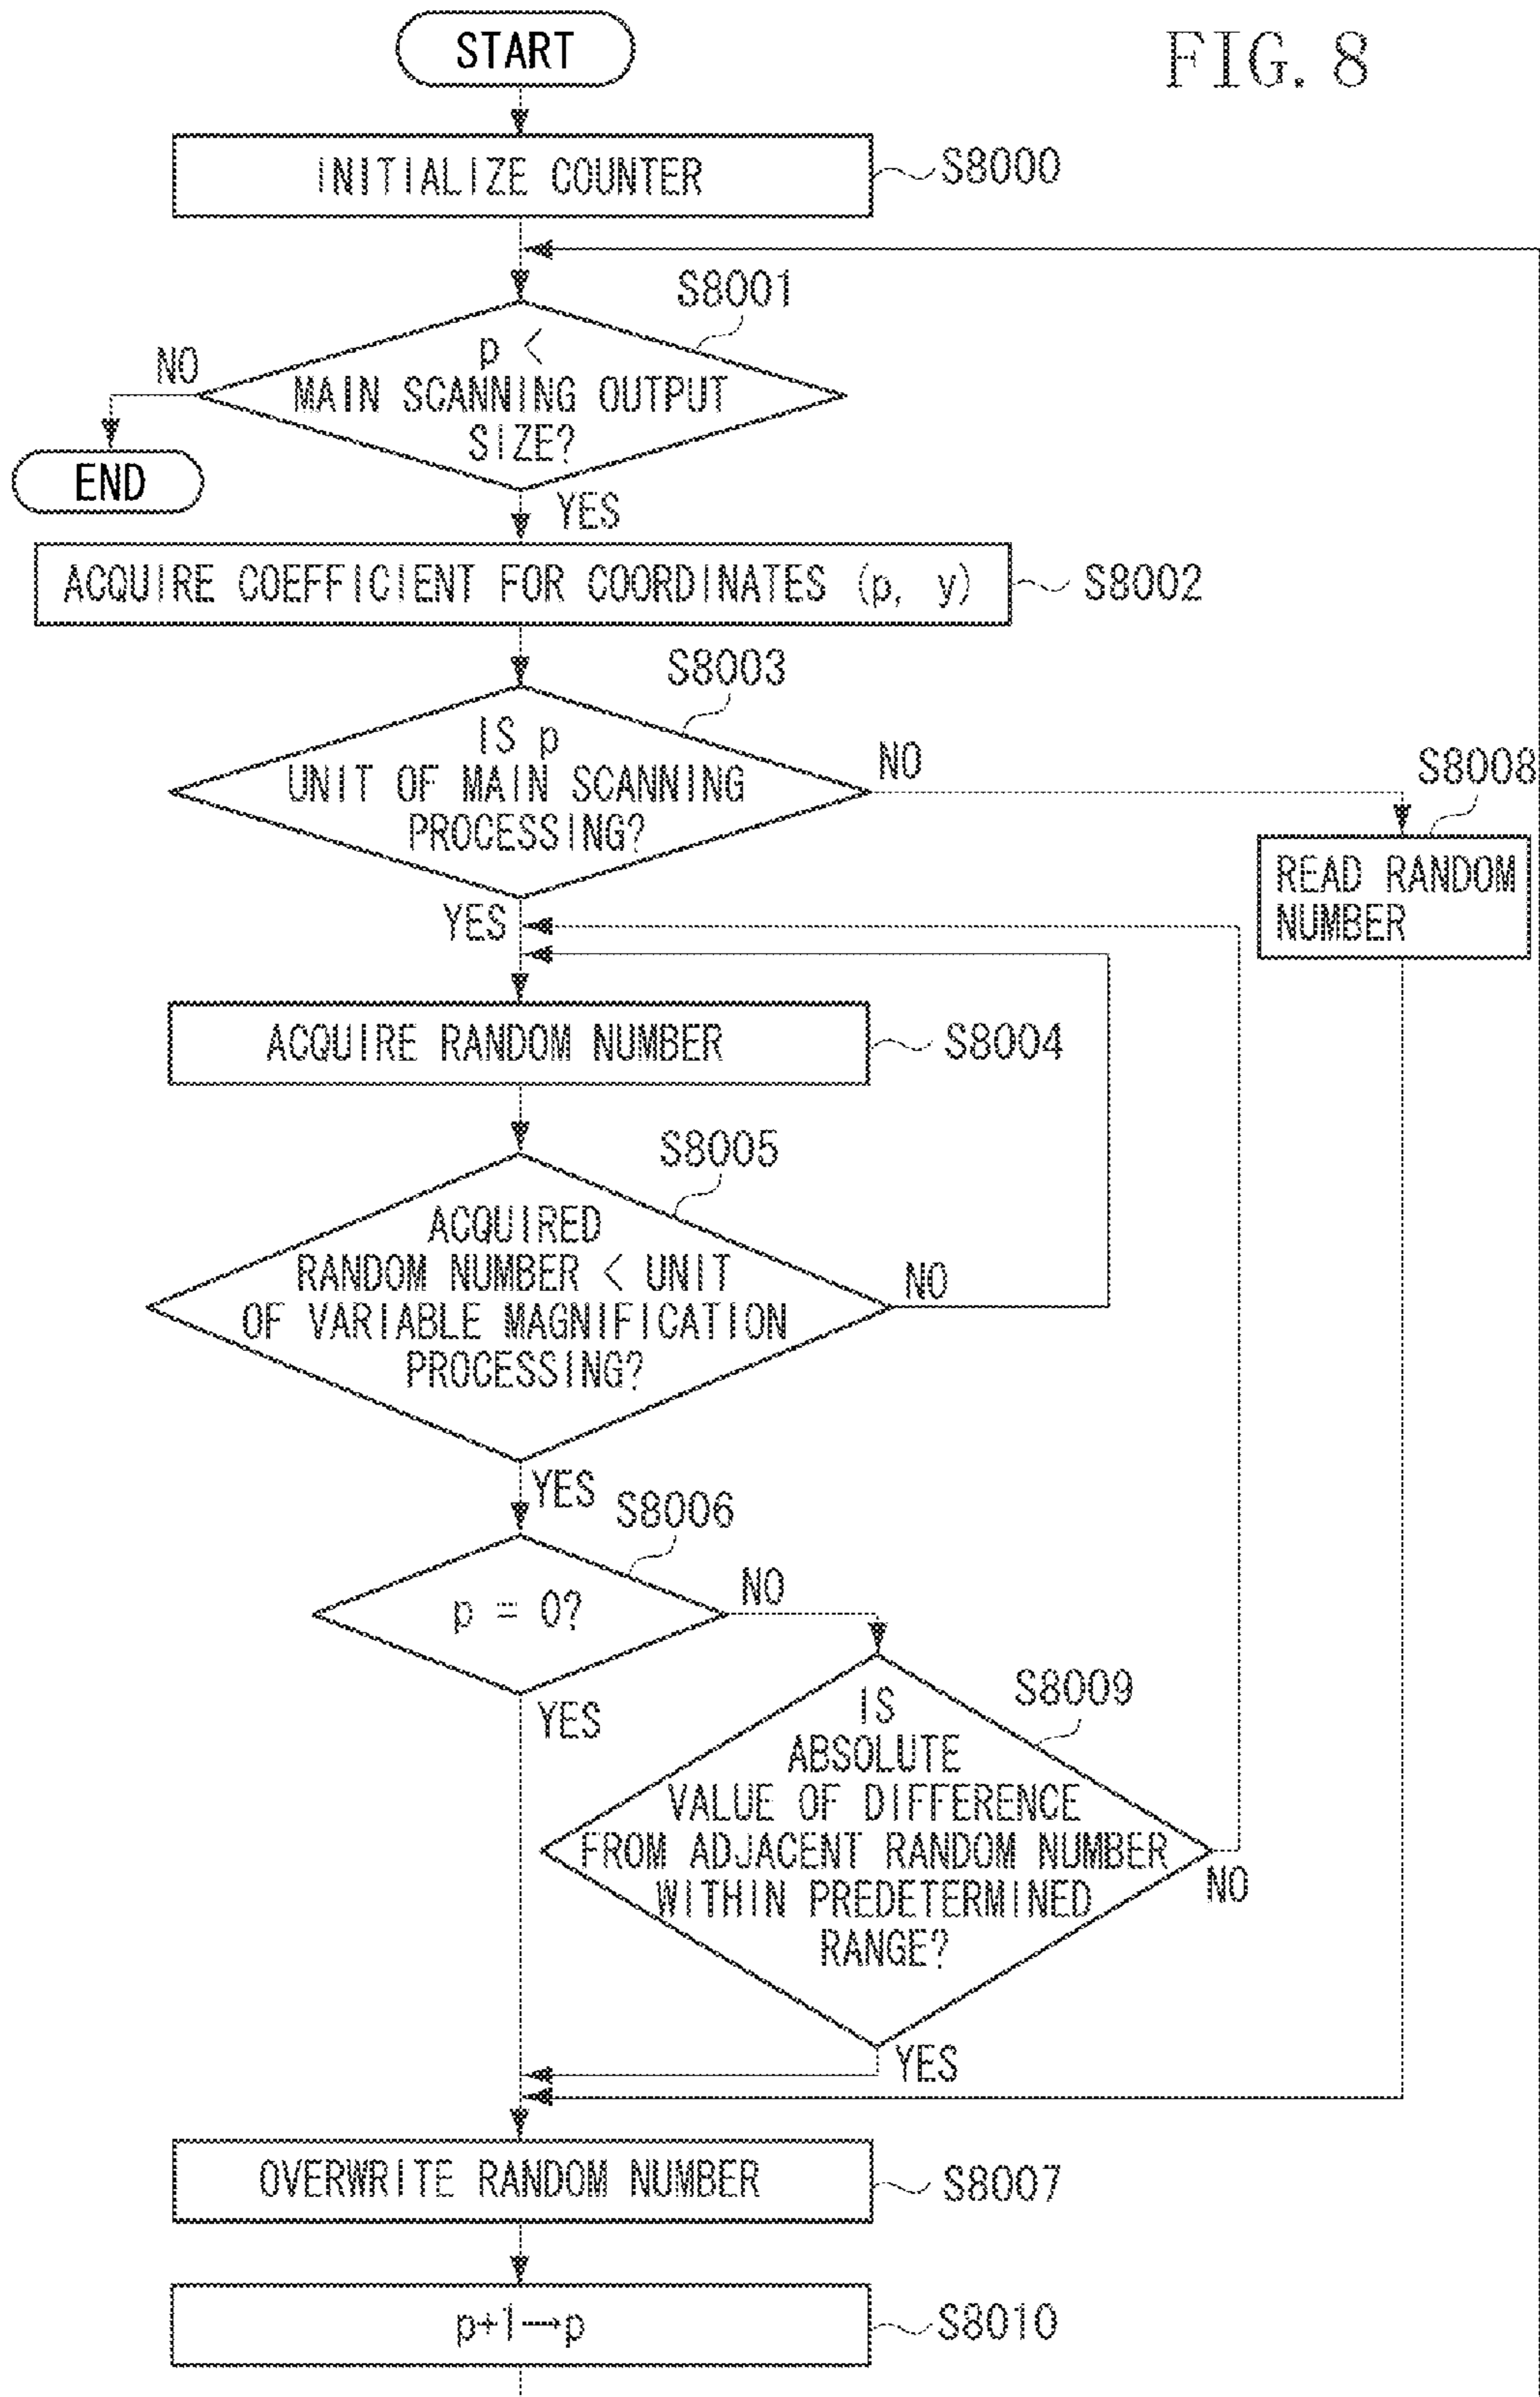 START
FIG. 8
INITIALIZE COUNTER
S8000
S8001
p <
MAIN SCANNING OUTPUT
SIZE?
NO
END
YES
ACQUIRE COEFFICIENT FOR COORDINATES (p, y)
S8002
S8003
IS p
UNIT OF MAIN SCANNING
PROCESSING?
NO
S8008
READ RANDOM
NUMBER
YES
ACQUIRE RANDOM NUMBER
S8004
S8005
ACQUIRED
RANDOM NUMBER < UNIT
OF VARIABLE MAGNIFICATION
PROCESSING?
NO
YES
S8006
p = 0?
NO
YES
S8009
IS
ABSOLUTE
VALUE OF DIFFERENCE
FROM ADJACENT RANDOM NUMBER
WITHIN PREDETERMINED
RANGE?
NO
YES
OVERWRITE RANDOM NUMBER
S8007
p+1→p
S8010